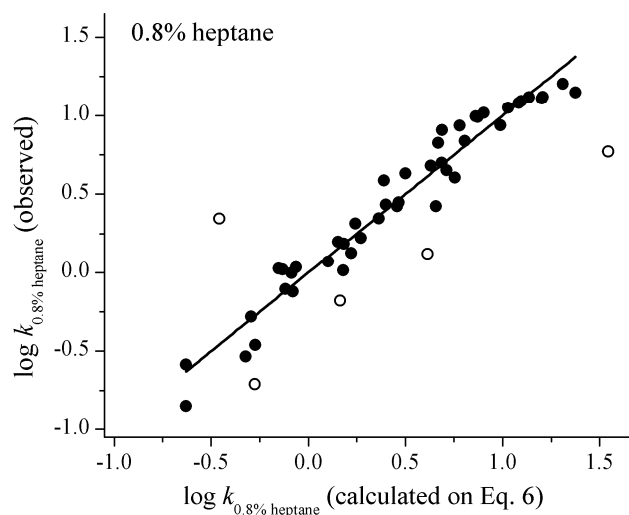 0.8% heptane
1.5
1.0
0.5
0.0
-0.5
-1.0
log k0.8% heptane (observed)
-1.0 -0.5 0.0 0.5 1.0 1.5
log k0.8% heptane (calculated on Eq. 6)